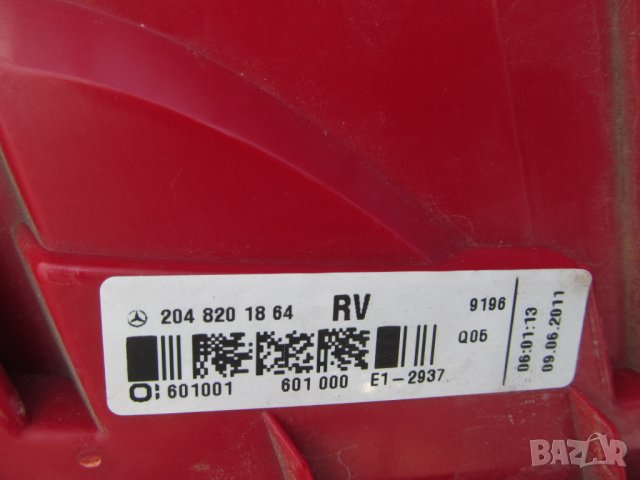 204 820 18 64 RV 9196
Q05
601001 601 000 E1-2937
06:01:13
09.06.2011
BAZAR